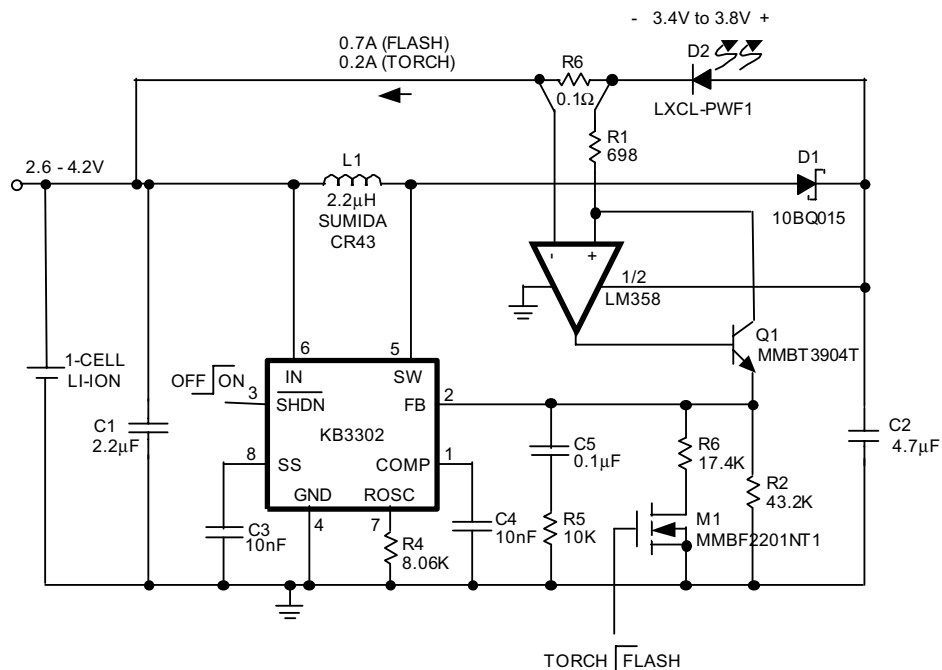 - 3.4V to 3.8V +
0.7A (FLASH)
0.2A (TORCH)
R6
0.1Ω
D2
LXCL-PWF1
R1
698
2.6 - 4.2V
L1
2.2µH
SUMIDA
CR43
D1
10BQ015
- +
1/2
LM358
Q1
MMBT3904T
1-CELL
LI-ION
OFF ON
6
5
IN
SW
3
SHDN
FB
2
KB3302
8
SS
COMP
1
GND
ROSC
4
7
C1
2.2µF
C3
10nF
R4
8.06K
C4
10nF
C5
0.1µF
R5
10K
R6
17.4K
R2
43.2K
M1
MMBF2201NT1
C2
4.7µF
TORCH FLASH